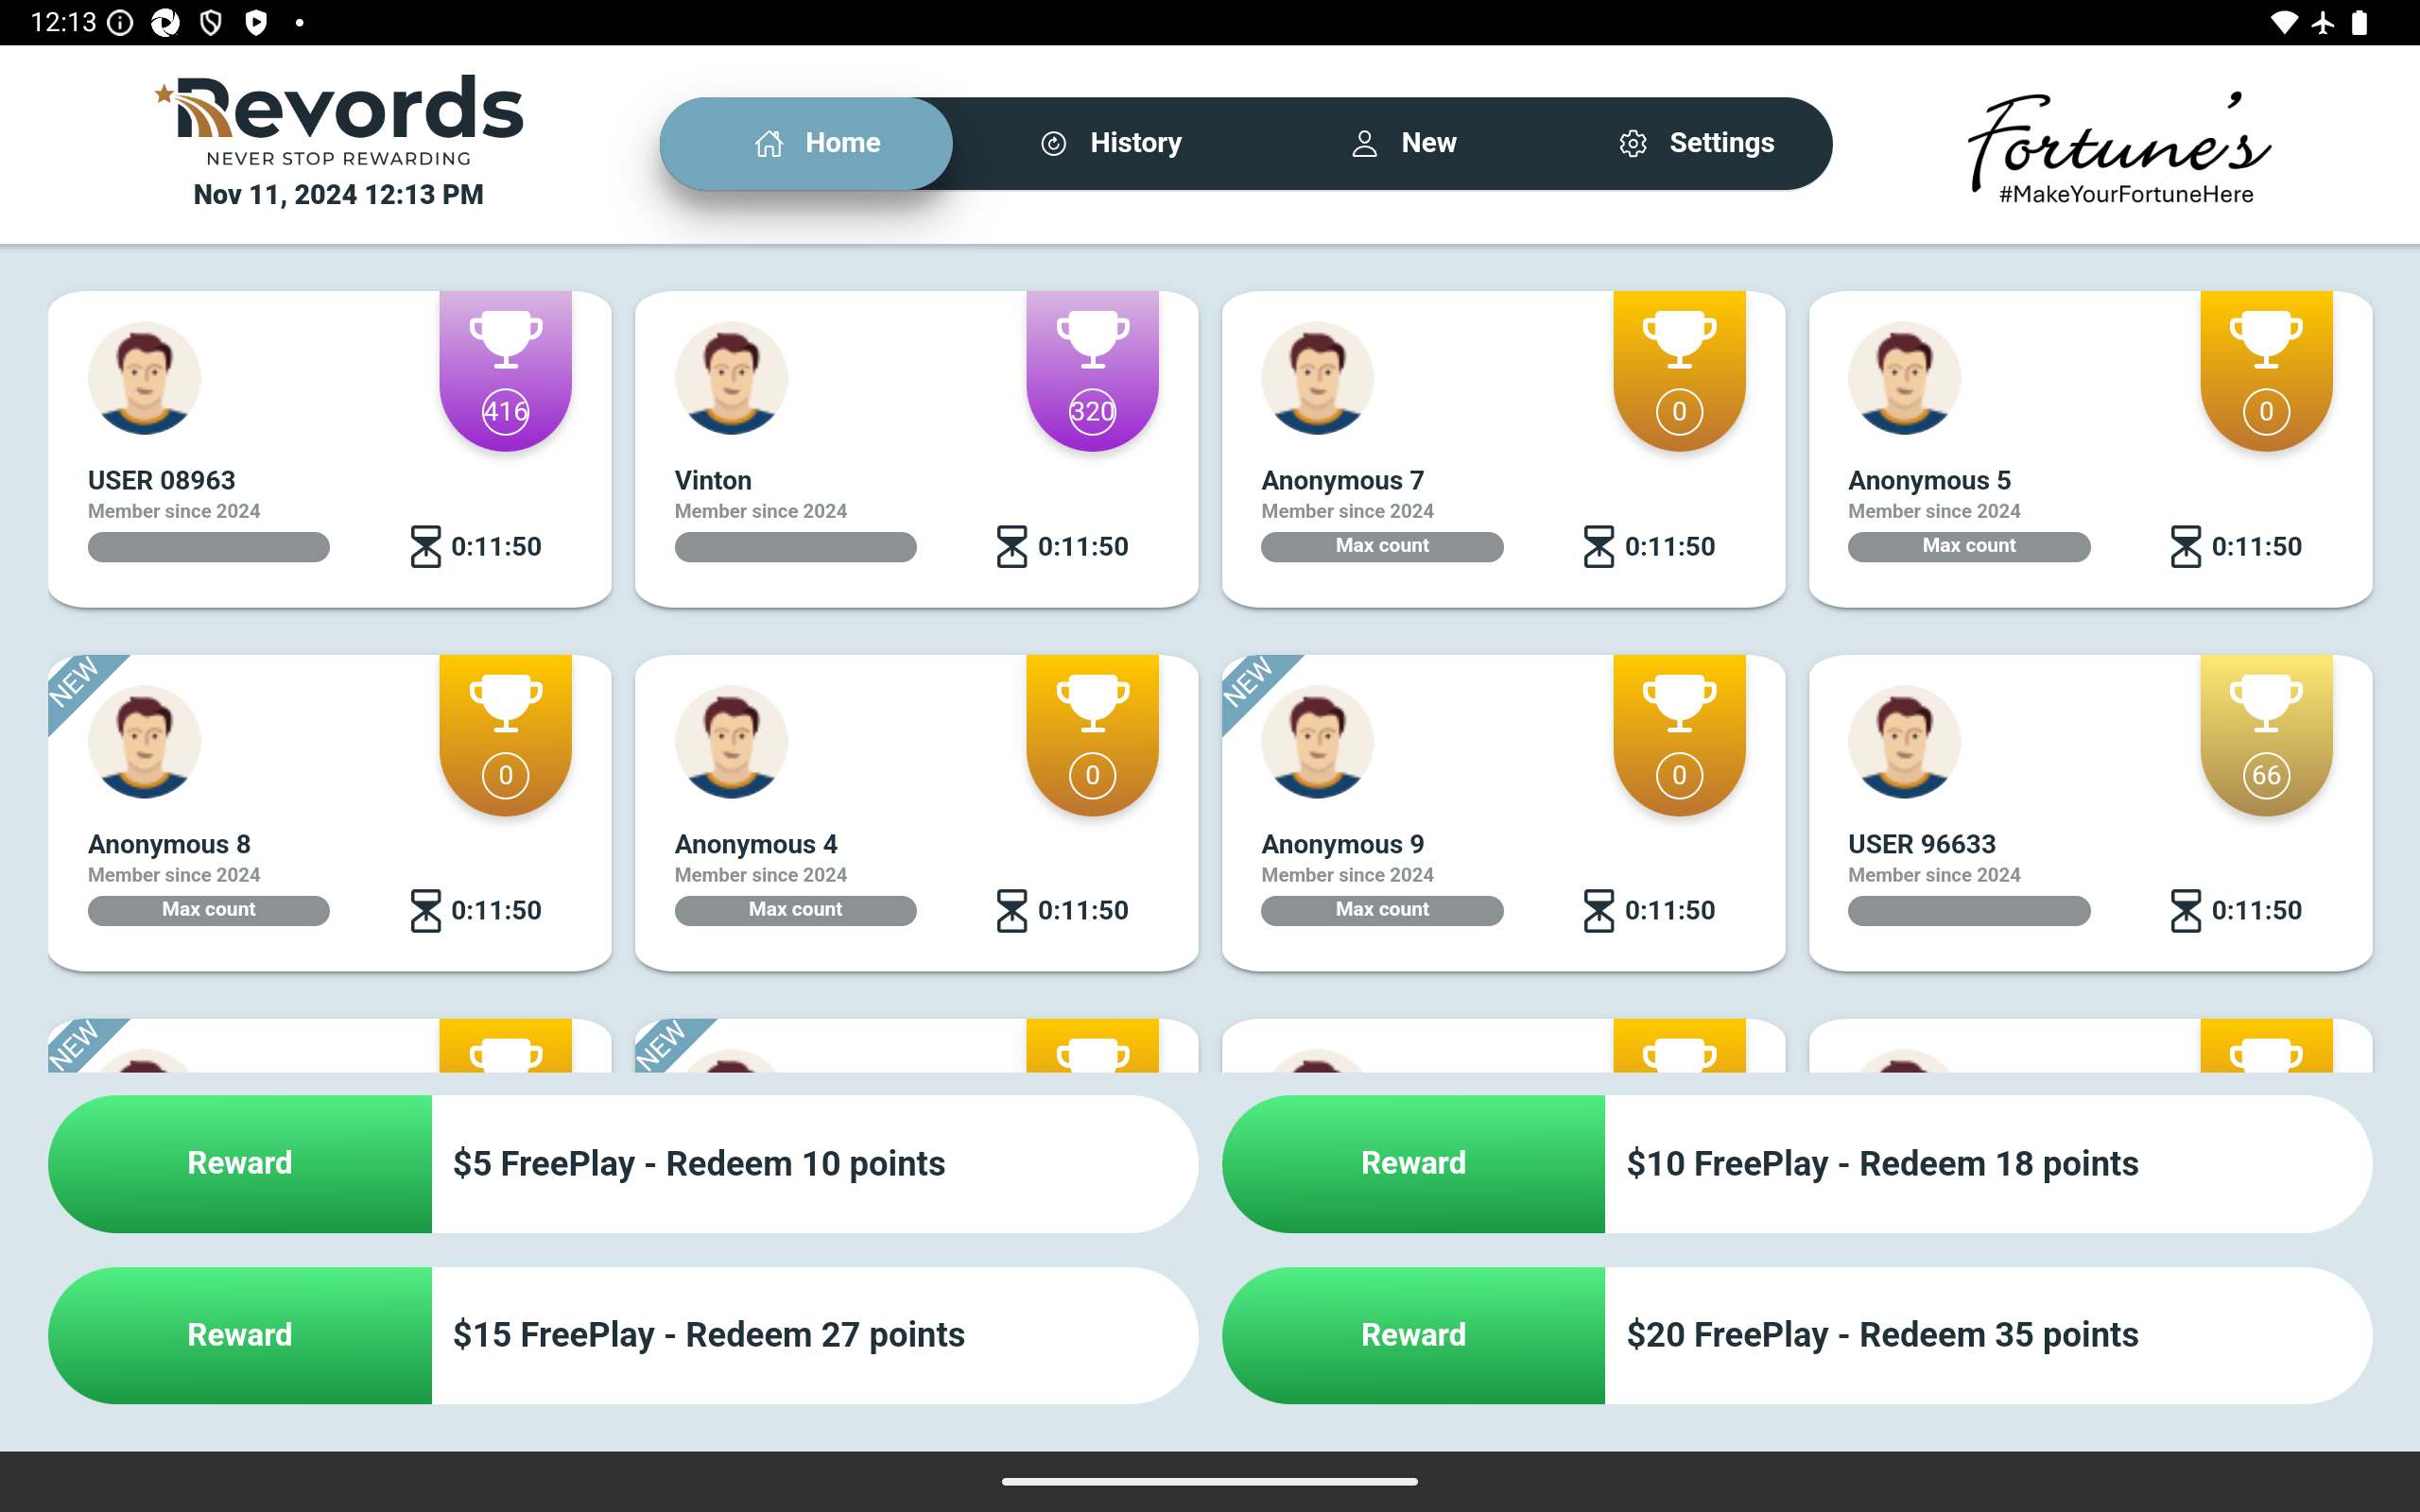 12:13
Revords
NEVER STOP REWARDING
Nov 11, 2024 12:13 PM
Home
History
New
Settings
Fortune's
#MakeYourFortuneHere
416
USER 08963
Member since 2024
0:11:50
320
Vinton
Member since 2024
0:11:50
0
Anonymous 7
Member since 2024
Max count
0:11:50
0
Anonymous 5
Member since 2024
Max count
0:11:50
NEW
0
Anonymous 8
Member since 2024
Max count
0:11:50
0
Anonymous 4
Member since 2024
Max count
0:11:50
NEW
0
Anonymous 9
Member since 2024
Max count
0:11:50
66
USER 96633
Member since 2024
0:11:50
NEW
NEW
Reward
$5 FreePlay - Redeem 10 points
Reward
$10 FreePlay - Redeem 18 points
Reward
$15 FreePlay - Redeem 27 points
Reward
$20 FreePlay - Redeem 35 points